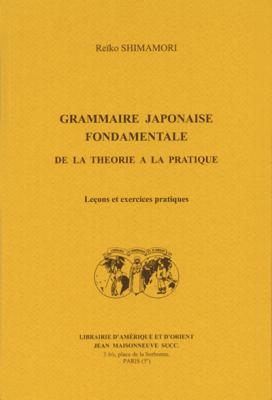 Reïko SHIMAMORI
GRAMMAIRE JAPONAISE
FONDAMENTALE
DE LA THEORIE A LA PRATIQUE
Leçons et exercices pratiques
LIBRAIRIE D'AMÉRIQUE ET D'ORIENT
JEAN MAISONNEUVE SUCC.
3 bis, place de la Sorbonne,
PARIS (5e)